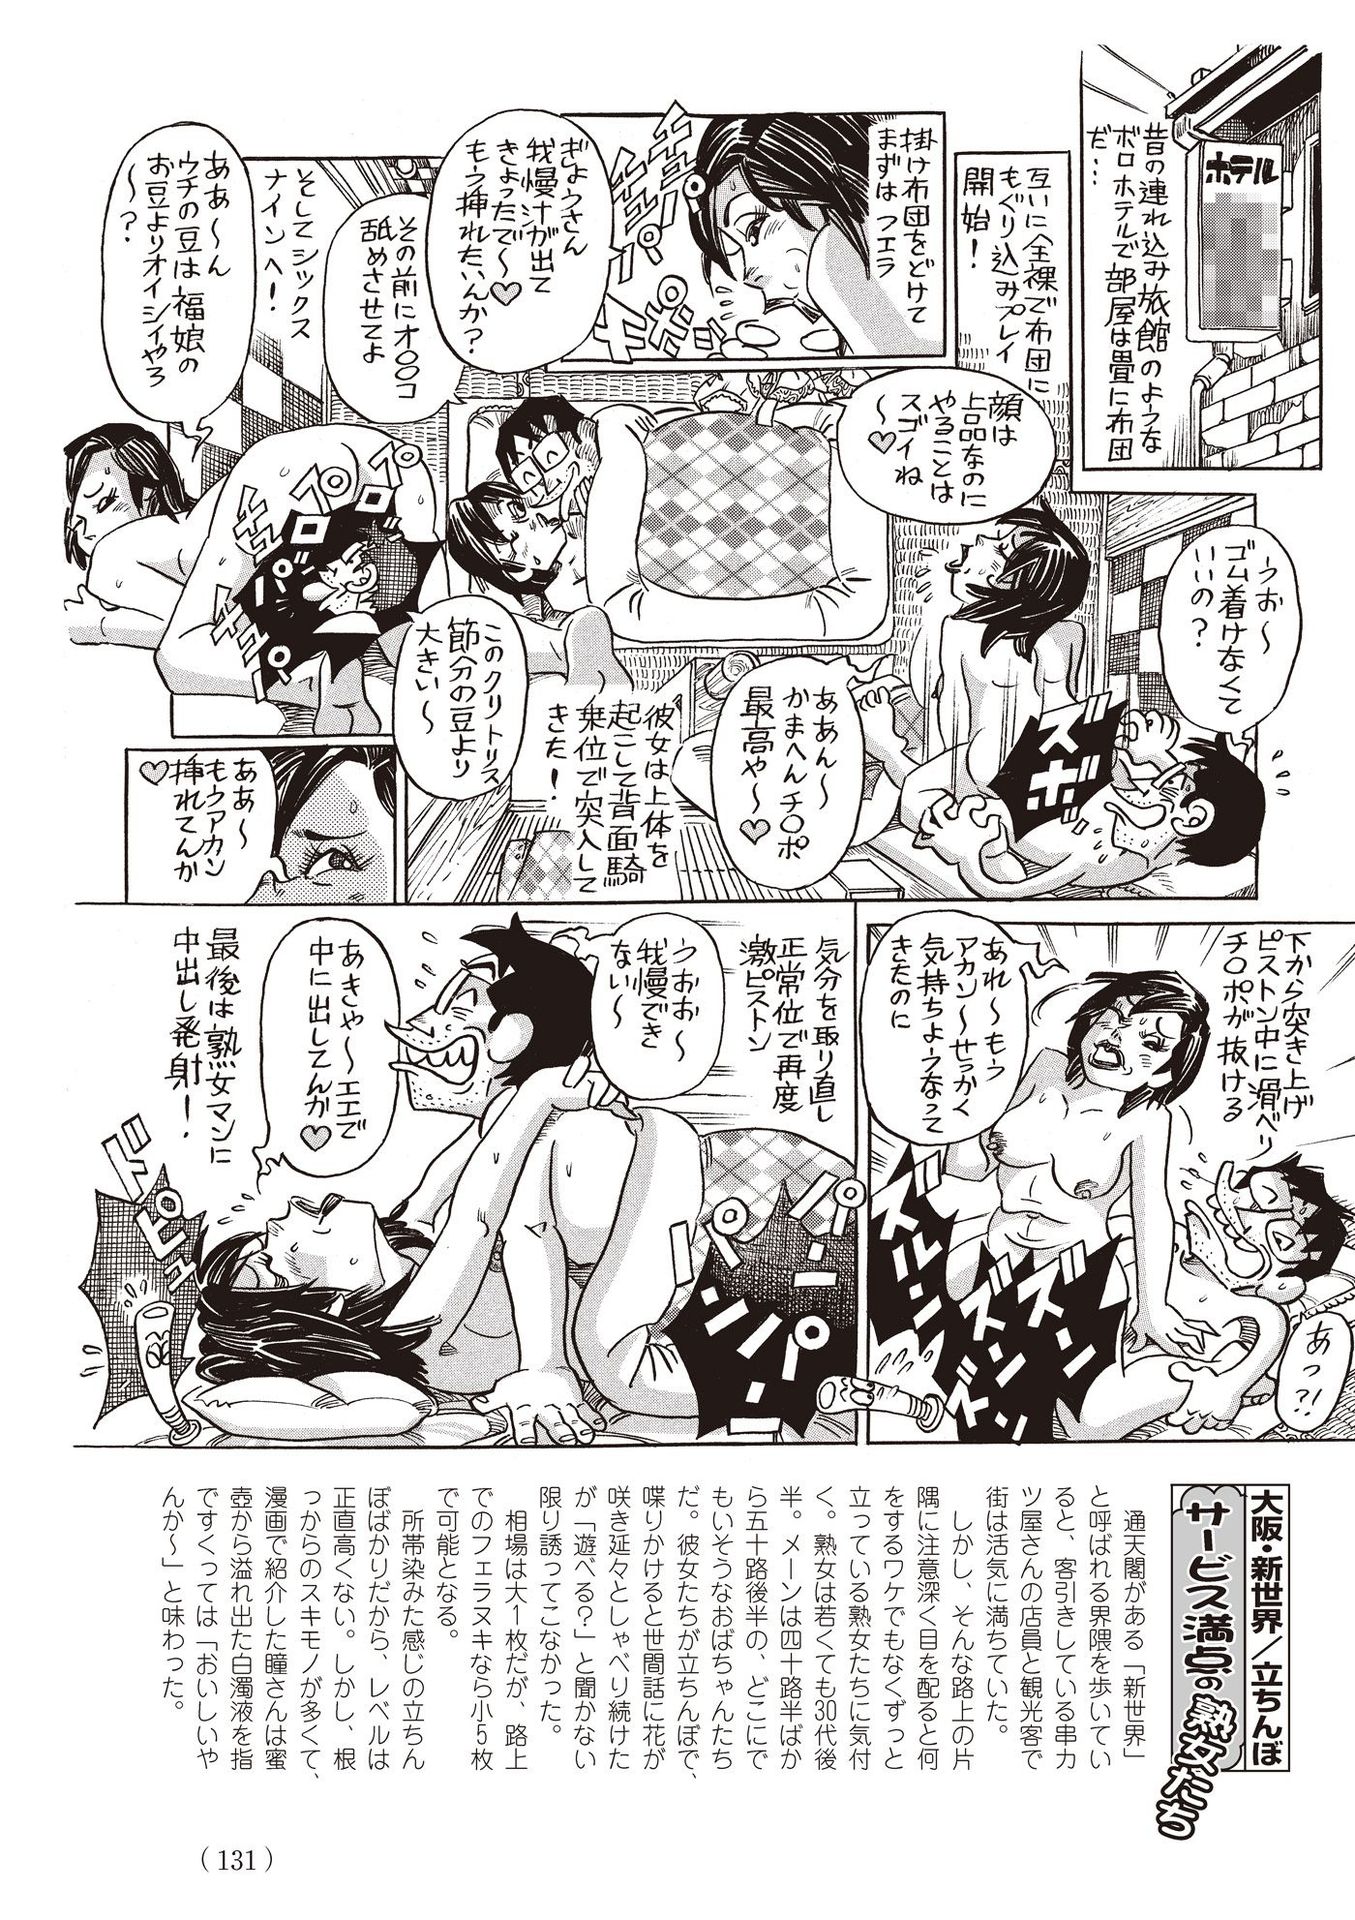 ホテル
昔の連れ込み旅館のような
ボロホテルで部屋は畳に布団
だ…
互いに全裸で布団に
もぐり込みプレイ
開始！
掛け布団をどけて
まずはフェラ
チュポ
チュポ
ぎょうさん
我慢汁が出て
きょったで〜♡
もう挿れたいんか？
その前にオ〇〇コ
舐めさせてよ
そしてシックス
ナインへ！
ああ〜ん
ウチの豆は福娘の
お豆よりオイシイやろ
〜？
ペロペロ
このクリトリス
節分の豆より
大きい〜
ああ〜
もウアカン
挿れてんか
♡
うお〜
ゴム着けなくて
いいの？
顔は
上品なのに
やることは
スゴイね
〜♡
ズボ
ああん〜
かまへんチ〇ポ
最高や〜♡
彼女は上体を
起こして背面騎
乗位で突入して
きた！
下から突き上げ
ピストン中に滑べり
チ〇ポが抜ける
あれ〜もう
アカン〜せっかく
気持ちよーうなって
きたのに
ズルーン
ズン
ズン
ズン
あっ？！
気分を取り直し
正常位で再度
激ピストン
うおお〜
我慢でき
ない〜
パーン
パーン
パン
あきゃ〜エエで
中に出してんか♡
最後は熟女マンに
中出し発射！
ドピュ
大阪・新世界／立ちんぼ
サービス満点の熟女たち
通天閣がある「新世界」
と呼ばれる界隈を歩いてい
ると、客引きしている串カ
ツ屋さんの店員と観光客で
街は活気に満ちていた。
しかし、そんな路上の片
隅に注意深く目を配ると何
をするワケでもなくずっと
立っている熟女たちに気付
く。熟女は若くても30代後
半。メーンは四十路半ばか
ら五十路後半の、どこにで
もいそうなおばちゃんたち
だ。彼女たちが立ちんぼで、
喋りかけると世間話に花が
咲き延々としゃべり続けた
が「遊べる？」と聞かない
限り誘ってこなかった。
相場は大1枚だが、路上
でのフェラヌキなら小5枚
で可能となる。
所帯染みた感じの立ちん
ぼばかりだから、レベルは
正直高くない。しかし、根
っからのスキモノが多くて、
漫画で紹介した瞳さんは蜜
壺から溢れ出た白濁液を指
ですくっては「おいしいや
んか〜」と味わった。
（131）